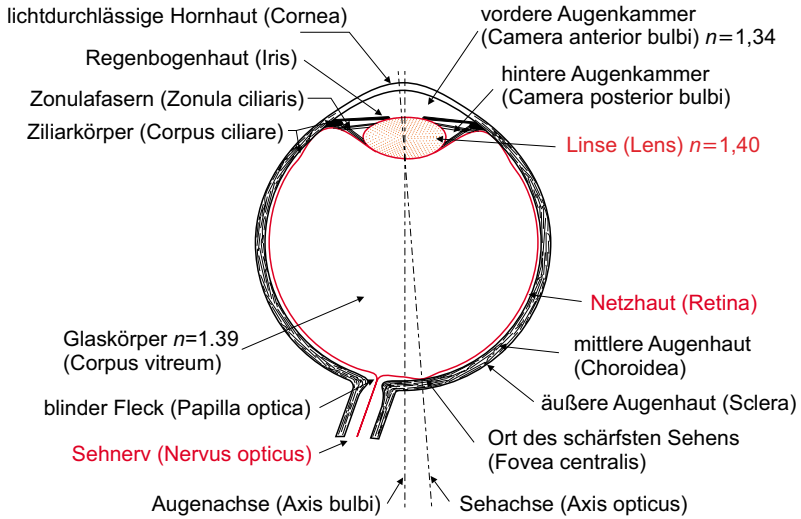 lichtdurchlässige Hornhaut (Cornea)
Regenbogenhaut (Iris)
Zonulafasern (Zonula ciliaris)
Ziliarkörper (Corpus ciliare)
vordere Augenkammer
(Camera anterior bulbi) n=1,34
hintere Augenkammer
(Camera posterior bulbi)
Linse (Lens) n=1,40
Netzhaut (Retina)
mittlere Augenhaut
(Choroidea)
äußere Augenhaut (Sclera)
Ort des schärfsten Sehens
(Fovea centralis)
Sehachse (Axis opticus)
Glaskörper n=1.39
(Corpus vitreum)
blinder Fleck (Papilla optica)
Sehnerv (Nervus opticus)
Augenachse (Axis bulbi)